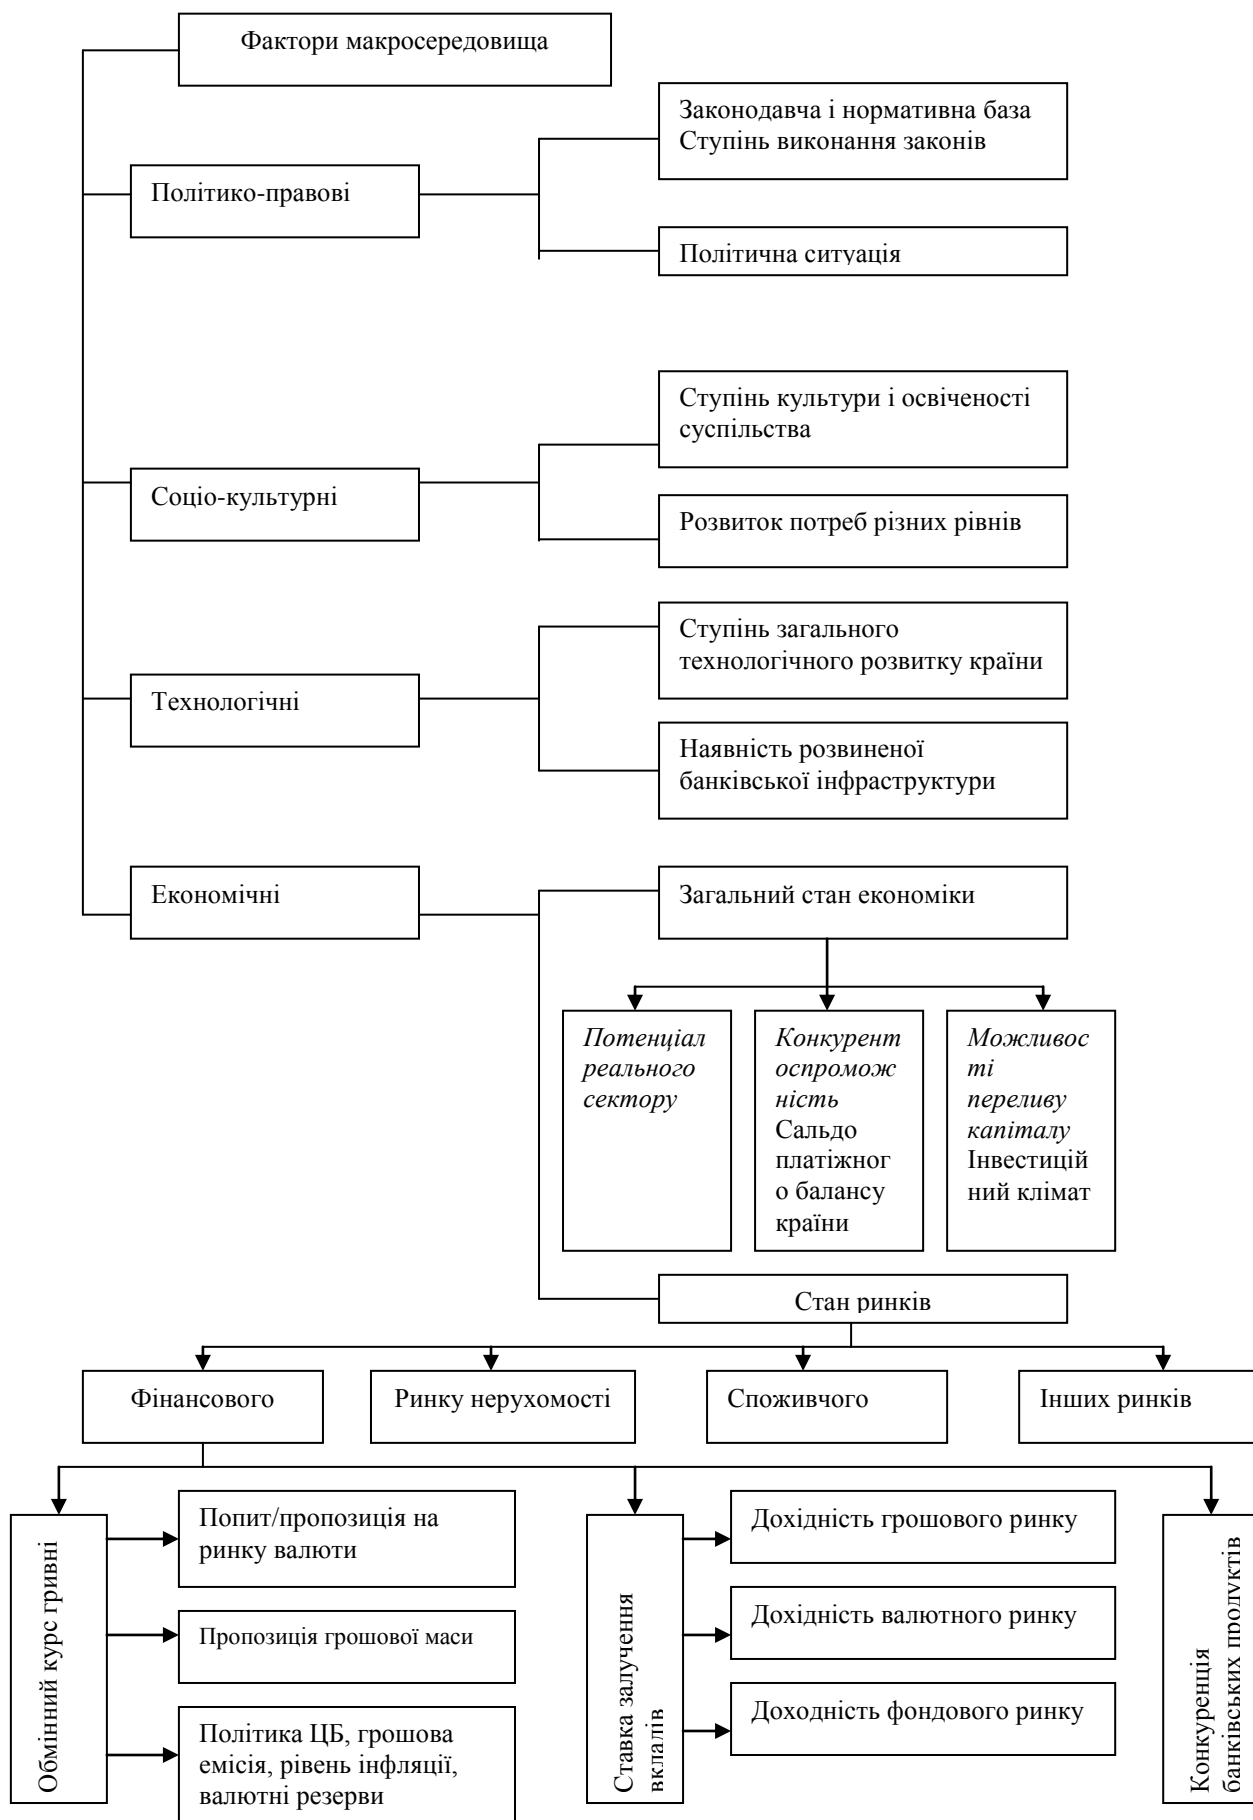 Фактори макросередовища
Законодавча і нормативна база
Ступінь виконання законів
Політико-правові
Політична ситуація
Ступінь культури і освіченості
суспільства
Соціо-культурні
Розвиток потреб різних рівнів
Ступінь загального
технологічного розвитку країни
Технологічні
Наявність розвиненої
банківської інфраструктури
Економічні
Загальний стан економіки
Потенціал
реального
сектору
Конкурент
оспромож
ність
Сальдо
платіжног
о балансу
країни
Можливос
ті
переливу
капіталу
Інвестицій
ний клімат
Стан ринків
Фінансового
Ринку нерухомості
Споживчого
Інших ринків
Обмінний курс гривні
Попит/пропозиція на
ринку валюти
Пропозиція грошової маси
Політика ЦБ, грошова
емісія, рівень інфляції,
валютні резерви
Ставка залучення
вкладів
Дохідність грошового ринку
Дохідність валютного ринку
Доходність фондового ринку
Конкуренція
банківських продуктів